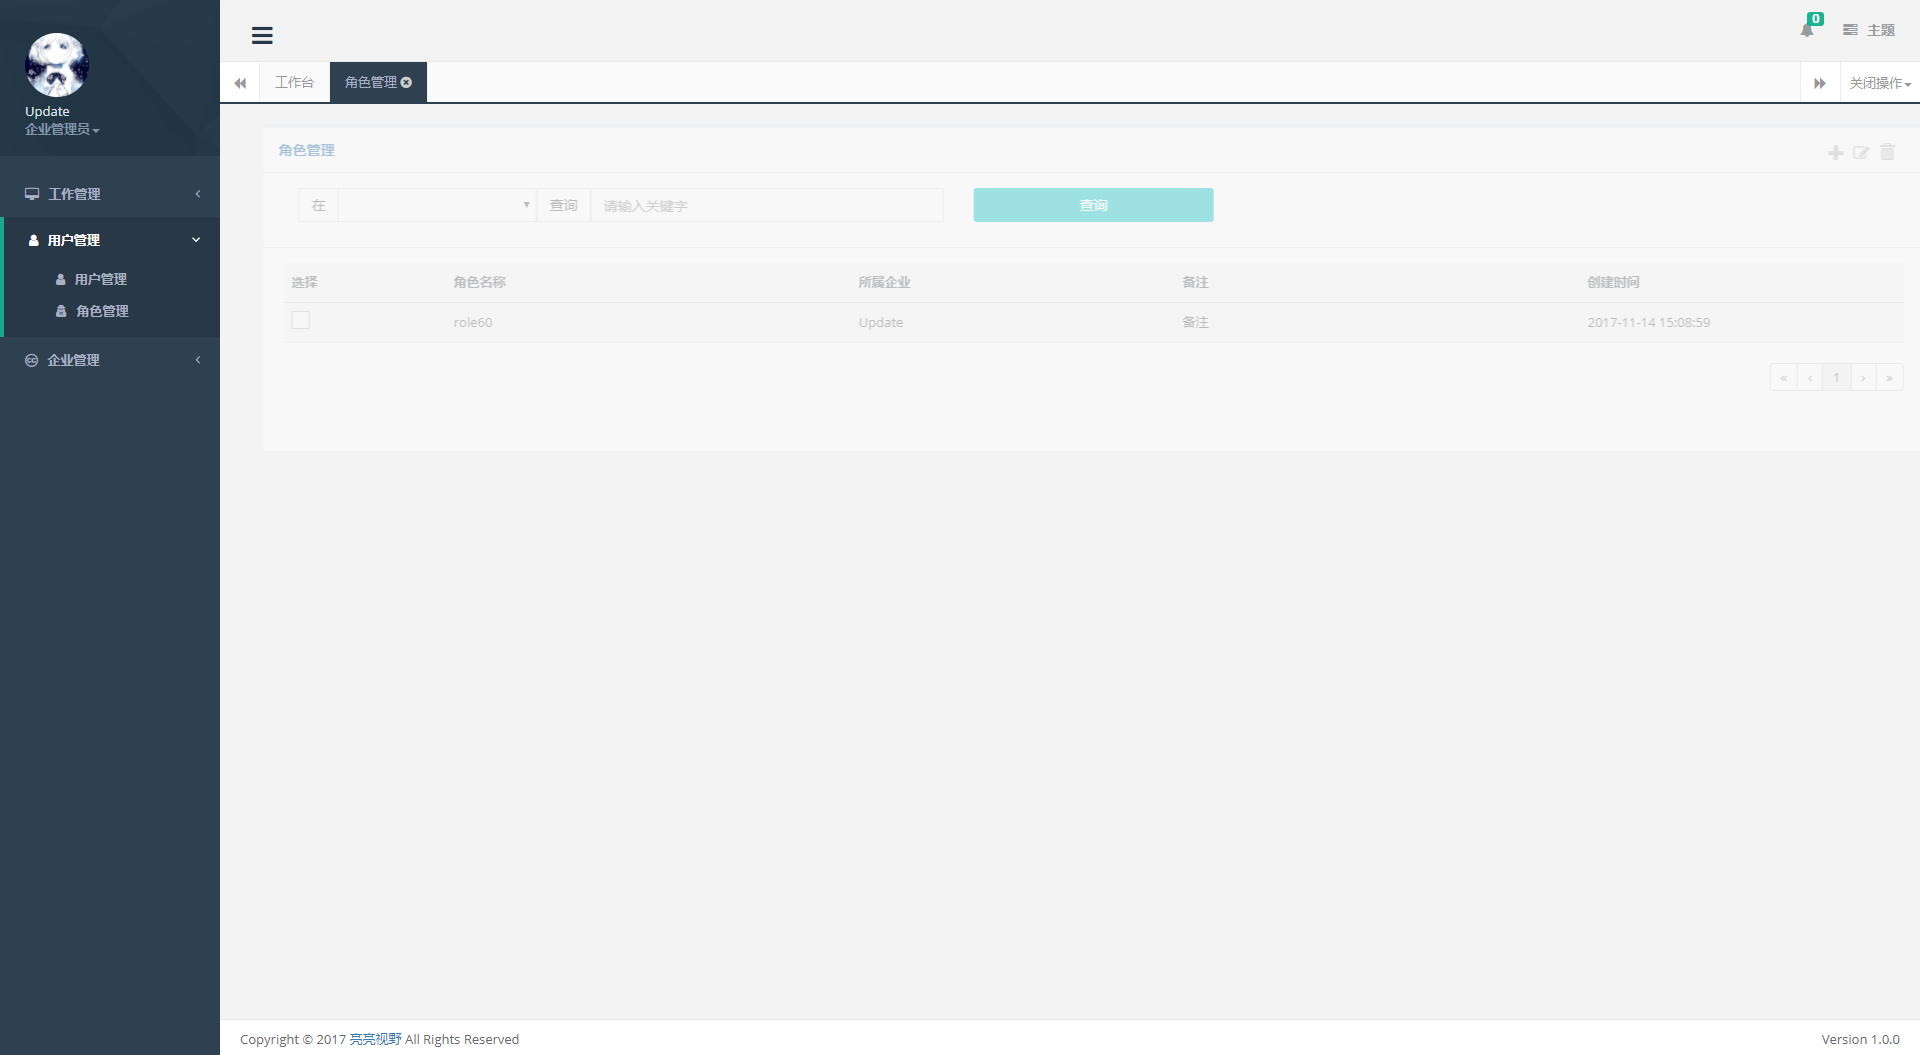 Update
企业管理员
工作管理
用户管理
用户管理
角色管理
企业管理
0
主题
工作台
角色管理
关闭操作
角色管理
在
查询
请输入关键字
查询
选择 角色名称 所属企业 备注 创建时间
role60 Update 备注 2017-11-14 15:08:59
« ‹ 1 › »
Copyright © 2017 亮亮视野 All Rights Reserved
Version 1.0.0